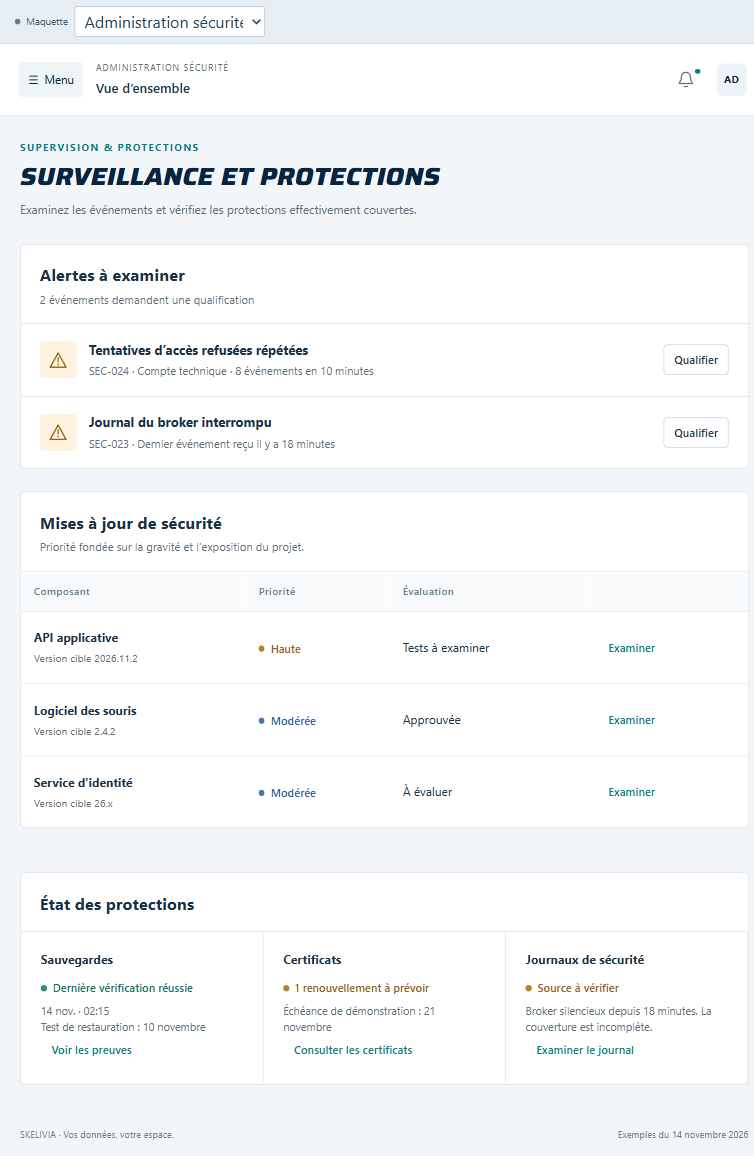 Maquette
Administration sécurité
☰ Menu
ADMINISTRATION SÉCURITÉ
Vue d’ensemble
AD
SUPERVISION & PROTECTIONS
SURVEILLANCE ET PROTECTIONS
Examinez les événements et vérifiez les protections effectivement couvertes.
Alertes à examiner
2 événements demandent une qualification
Tentatives d’accès refusées répétées
SEC-024 · Compte technique · 8 événements en 10 minutes
Qualifier
Journal du broker interrompu
SEC-023 · Dernier événement reçu il y a 18 minutes
Qualifier
Mises à jour de sécurité
Priorité fondée sur la gravité et l’exposition du projet.
Composant Priorité Évaluation
API applicative
Version cible 2026.11.2
Haute
Tests à examiner
Examiner
Logiciel des souris
Version cible 2.4.2
Modérée
Approuvée
Examiner
Service d’identité
Version cible 26.x
Modérée
À évaluer
Examiner
État des protections
Sauvegardes
Dernière vérification réussie
14 nov. · 02:15
Test de restauration : 10 novembre
Voir les preuves
Certificats
1 renouvellement à prévoir
Échéance de démonstration : 21
novembre
Consulter les certificats
Journaux de sécurité
Source à vérifier
Broker silencieux depuis 18 minutes. La
couverture est incomplète.
Examiner le journal
SKELIVIA · Vos données, votre espace.
Exemples du 14 novembre 2026